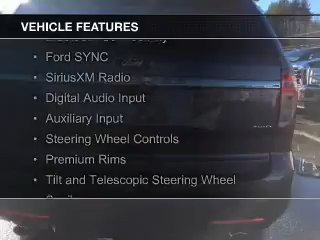 VEHICLE FEATURES
• Ford SYNC
• SiriusXM Radio
• Digital Audio Input
• Auxiliary Input
• Steering Wheel Controls
• Premium Rims
• Tilt and Telescopic Steering Wheel